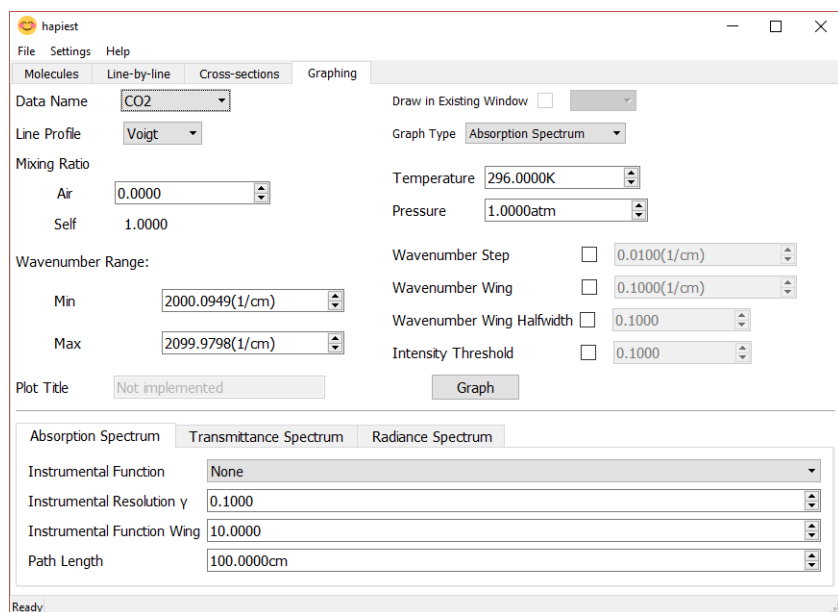 hapiest
File Settings Help
Molecules Line-by-line Cross-sections Graphing
Data Name CO2 Draw in Existing Window
Line Profile Voigt Graph Type Absorption Spectrum
Mixing Ratio
Air 0.0000 Temperature 296.0000K
Self 1.0000 Pressure 1.0000atm
Wavenumber Range: Wavenumber Step 0.0100(1/cm)
Min 2000.0949(1/cm) Wavenumber Wing 0.1000(1/cm)
Wavenumber Wing Halfwidth 0.1000
Max 2099.9798(1/cm) Intensity Threshold 0.1000
Plot Title Not implemented Graph
Absorption Spectrum Transmittance Spectrum Radiance Spectrum
Instrumental Function None
Instrumental Resolution γ 0.1000
Instrumental Function Wing 10.0000
Path Length 100.0000cm
Ready